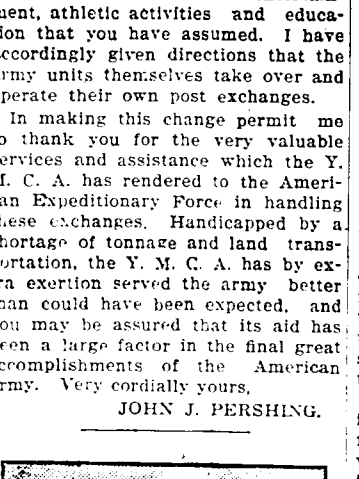 ment, athletic activities and educa-
ion that you have assumed. I have
ccordingly given directions that the
rmy units themselves take over and
perate their own post exchanges.
In making this change permit me
o thank you for the very valuable
ervices and assistance which the Y.
I. C. A. has rendered to the Ameri-
an Expeditionary Force in handling
hese exchanges. Handicapped by a
hortage of tonnage and land trans-
ortation, the Y. M. C. A. has by ex-
ra exertion served the army better
han could have been expected, and
ou may be assured that its aid has
een a large factor in the final great
ccomplishments of the American
rmy. Very cordially yours,
JOHN J. PERSHING.